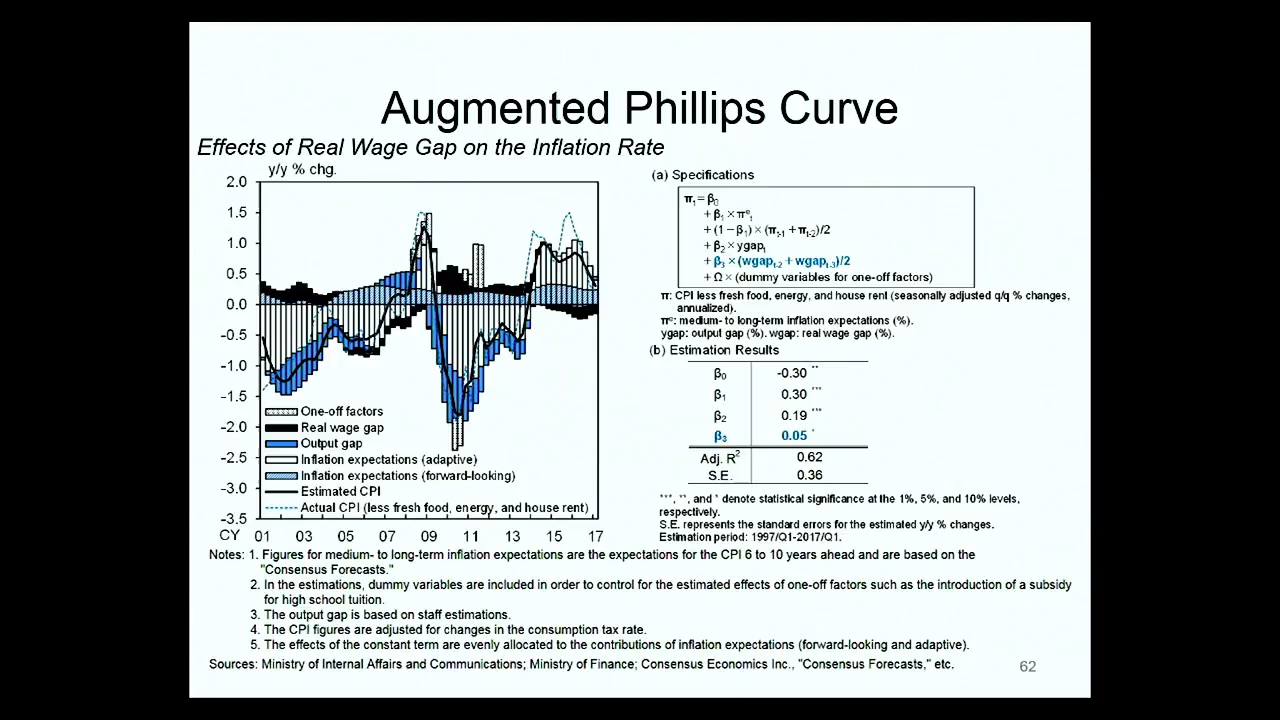 Augmented Phillips Curve
Effects of Real Wage Gap on the Inflation Rate
y/y % chg.
2.0
1.5
1.0
0.5
0.0
-0.5
-1.0
-1.5
-2.0
-2.5
-3.0
-3.5
One-off factors
Real wage gap
Output gap
Inflation expectations (adaptive)
Inflation expectations (forward-looking)
Estimated CPI
Actual CPI (less fresh food, energy, and house rent)
CY 01 03 05 07 09 11 13 15 17
(a) Specifications
πt = β0
+ β1 × πet
+ (1 − β1) × (πt-1 + πt-2)/2
+ β2 × ygapt
+ β3 × (wgapt-2 + wgapt-3)/2
+ Ω × (dummy variables for one-off factors)
π: CPI less fresh food, energy, and house rent (seasonally adjusted q/q % changes,
annualized).
πe: medium- to long-term inflation expectations (%).
ygap: output gap (%). wgap: real wage gap (%).
(b) Estimation Results
β0 -0.30 **
β1 0.30 ***
β2 0.19 ***
β3 0.05 *
Adj. R2 0.62
S.E. 0.36
***, **, and * denote statistical significance at the 1%, 5%, and 10% levels,
respectively.
S.E. represents the standard errors for the estimated y/y % changes.
Estimation period: 1997/Q1-2017/Q1.
Notes: 1. Figures for medium- to long-term inflation expectations are the expectations for the CPI 6 to 10 years ahead and are based on the
"Consensus Forecasts."
2. In the estimations, dummy variables are included in order to control for the estimated effects of one-off factors such as the introduction of a subsidy
for high school tuition.
3. The output gap is based on staff estimations.
4. The CPI figures are adjusted for changes in the consumption tax rate.
5. The effects of the constant term are evenly allocated to the contributions of inflation expectations (forward-looking and adaptive).
Sources: Ministry of Internal Affairs and Communications; Ministry of Finance; Consensus Economics Inc., "Consensus Forecasts," etc.
62